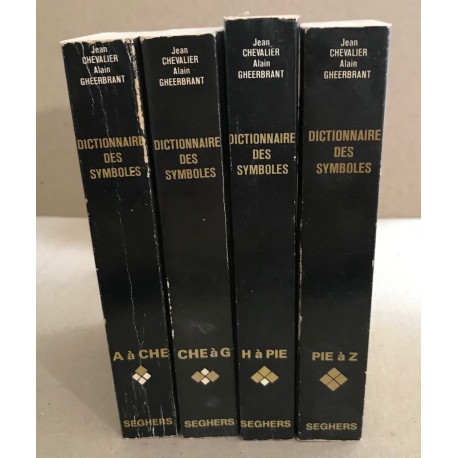 Jean
CHEVALIER
Alain
GHEERBRANT
DICTIONNAIRE
DES
SYMBOLES
A à CHE
SEGHERS
Jean
CHEVALIER
Alain
GHEERBRANT
DICTIONNAIRE
DES
SYMBOLES
CHE à G
SEGHERS
Jean
CHEVALIER
Alain
GHEERBRANT
DICTIONNAIRE
DES
SYMBOLES
H à PIE
SEGHERS
Jean
CHEVALIER
Alain
GHEERBRANT
DICTIONNAIRE
DES
SYMBOLES
PIE à Z
SEGHERS